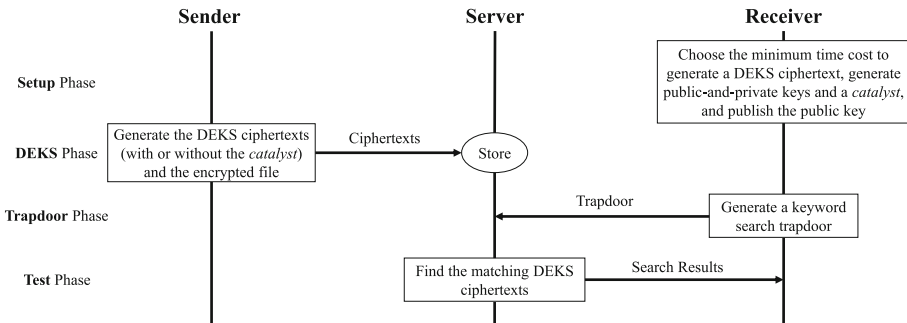 Sender
Server
Receiver
Setup Phase
Choose the minimum time cost to
generate a DEKS ciphertext, generate
public-and-private keys and a catalyst,
and publish the public key
DEKS Phase
Generate the DEKS ciphertexts
(with or without the catalyst)
and the encrypted file
Ciphertexts
Store
Trapdoor Phase
Trapdoor
Generate a keyword
search trapdoor
Test Phase
Find the matching DEKS
ciphertexts
Search Results